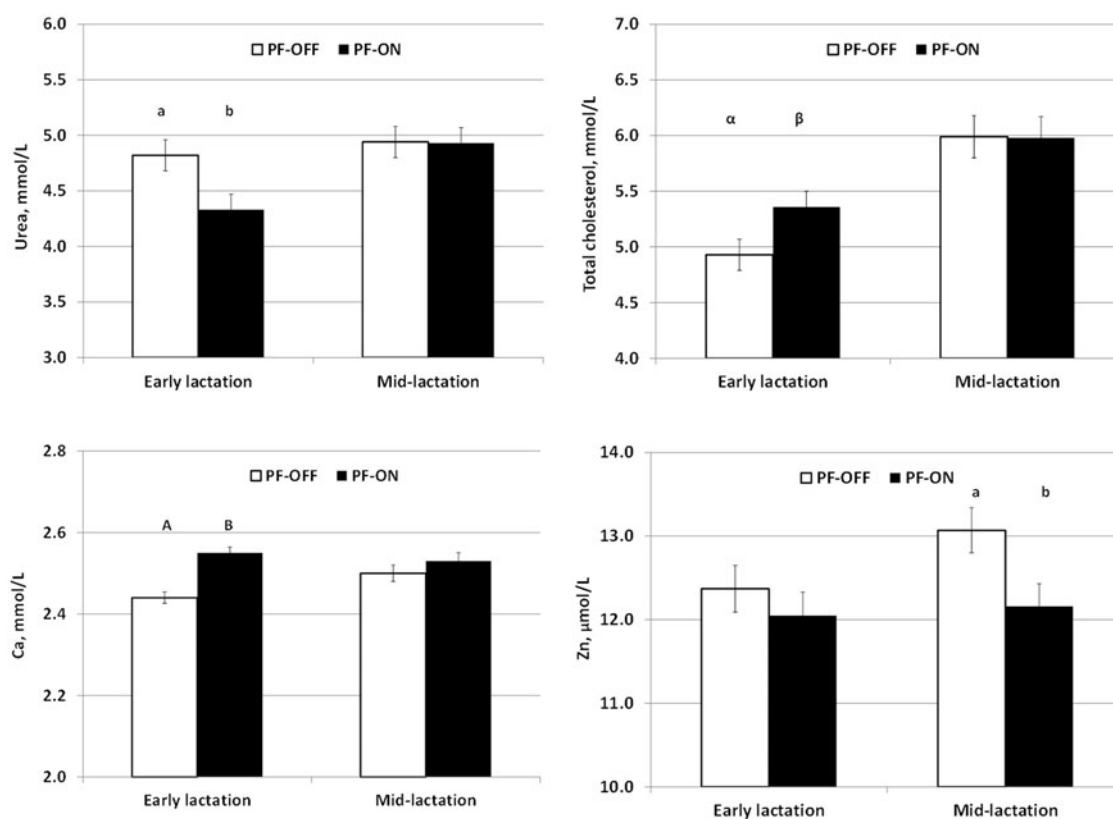 Urea, mmol/L
6.0
5.5
5.0
4.5
4.0
3.5
3.0
PF-OFF PF-ON
a b
Early lactation Mid-lactation
Total cholesterol, mmol/L
7.0
6.5
6.0
5.5
5.0
4.5
4.0
PF-OFF PF-ON
α β
Early lactation Mid-lactation
Ca, mmol/L
2.8
2.6
2.4
2.2
2.0
PF-OFF PF-ON
A B
Early lactation Mid-lactation
Zn, μmol/L
14.0
13.0
12.0
11.0
10.0
PF-OFF PF-ON
a b
Early lactation Mid-lactation